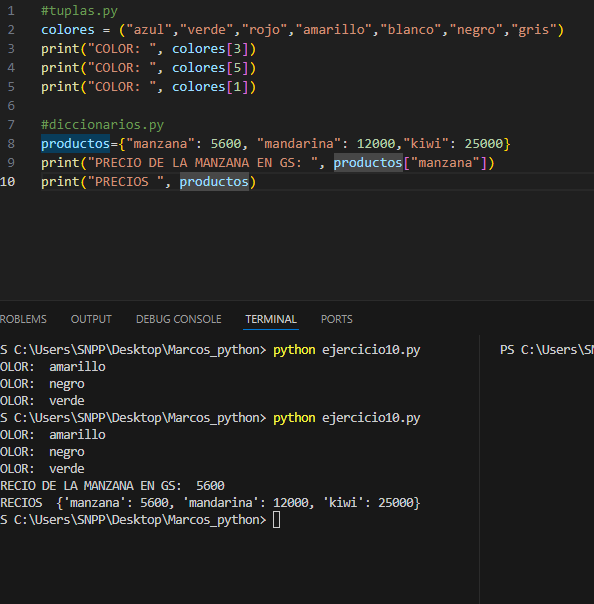 1 #tuplas.py
2 colores = ("azul","verde","rojo","amarillo","blanco","negro","gris")
3 print("COLOR: ", colores[3])
4 print("COLOR: ", colores[5])
5 print("COLOR: ", colores[1])
6
7 #diccionarios.py
8 productos={"manzana": 5600, "mandarina": 12000,"kiwi": 25000}
9 print("PRECIO DE LA MANZANA EN GS: ", productos["manzana"])
10 print("PRECIOS ", productos)
ROBLEMS OUTPUT DEBUG CONSOLE TERMINAL PORTS
S C:\Users\SNPP\Desktop\Marcos_python> python ejercicio10.py
OLOR:  amarillo
OLOR:  negro
OLOR:  verde
S C:\Users\SNPP\Desktop\Marcos_python> python ejercicio10.py
OLOR:  amarillo
OLOR:  negro
OLOR:  verde
RECIO DE LA MANZANA EN GS:  5600
RECIOS  {'manzana': 5600, 'mandarina': 12000, 'kiwi': 25000}
S C:\Users\SNPP\Desktop\Marcos_python>
PS C:\Users\SN